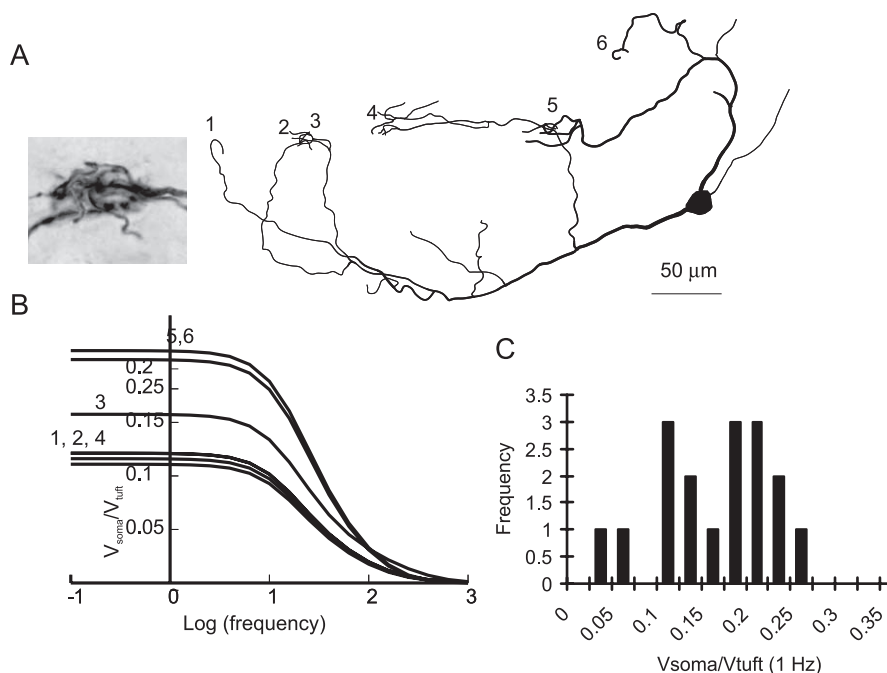 A
1
2
3
4
5
6
50 μm
B
5,6
0.2
0.25
3
0.15
1, 2, 4
0.1
Vsoma/Vtuft
0.05
-1 0 1 2 3
Log (frequency)
C
3.5
3
2.5
2
1.5
1
0.5
0
Frequency
0 0.05 0.1 0.15 0.2 0.25 0.3 0.35
Vsoma/Vtuft (1 Hz)